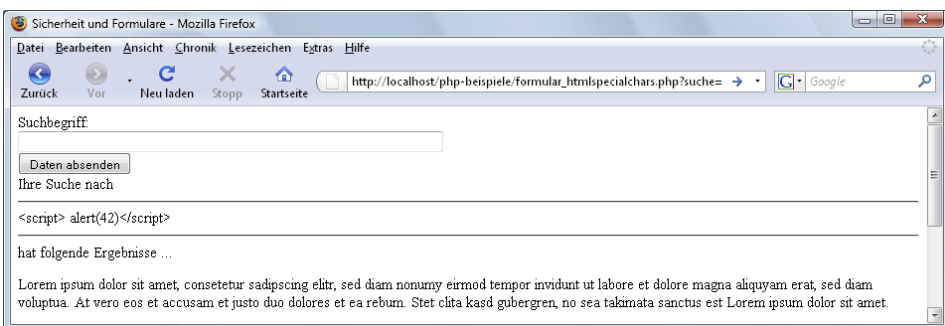 Sicherheit und Formulare - Mozilla Firefox
Datei Bearbeiten Ansicht Chronik Lesezeichen Extras Hilfe
Zurück Vor Neu laden Stopp Startseite http://localhost/php-beispiele/formular_htmlspecialchars.php?suche= G Google
Suchbegriff:
Daten absenden
Ihre Suche nach
<script> alert(42)</script>
hat folgende Ergebnisse ...
Lorem ipsum dolor sit amet, consetetur sadipscing elitr, sed diam nonumy eirmod tempor invidunt ut labore et dolore magna aliquyam erat, sed diam
voluptua. At vero eos et accusam et justo duo dolores et ea rebum. Stet clita kasd gubergren, no sea takimata sanctus est Lorem ipsum dolor sit amet.